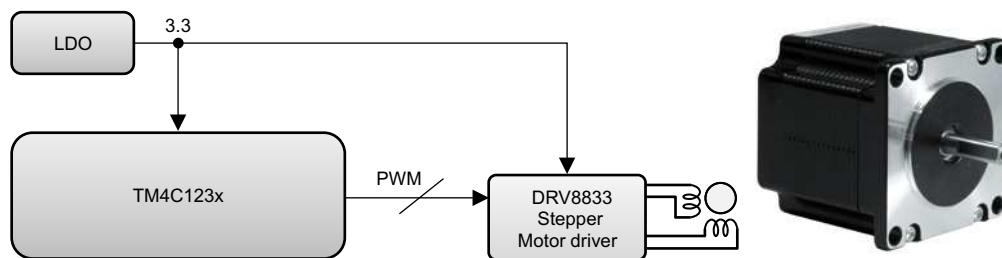 LDO
3.3
TM4C123x
PWM
DRV8833
Stepper
Motor driver